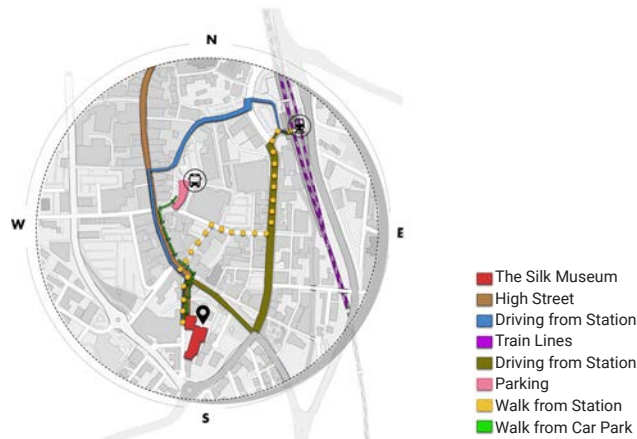 N
W
E
S
The Silk Museum
High Street
Driving from Station
Train Lines
Driving from Station
Parking
Walk from Station
Walk from Car Park